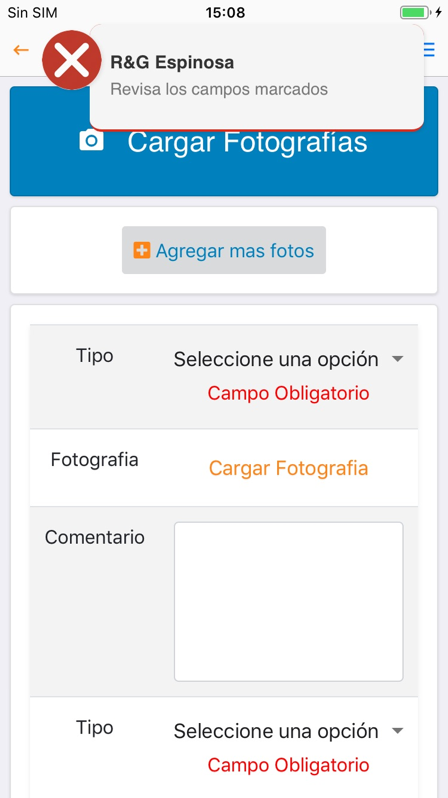 Sin SIM 15:08
R&G Espinosa
Revisa los campos marcados
Cargar Fotografías
Agregar mas fotos
Tipo
Seleccione una opción
Campo Obligatorio
Fotografia
Cargar Fotografia
Comentario
Tipo
Seleccione una opción
Campo Obligatorio